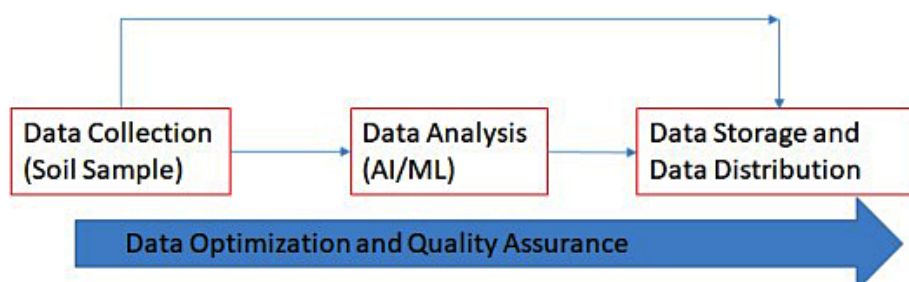 Data Collection
(Soil Sample)
Data Analysis
(AI/ML)
Data Storage and
Data Distribution
Data Optimization and Quality Assurance